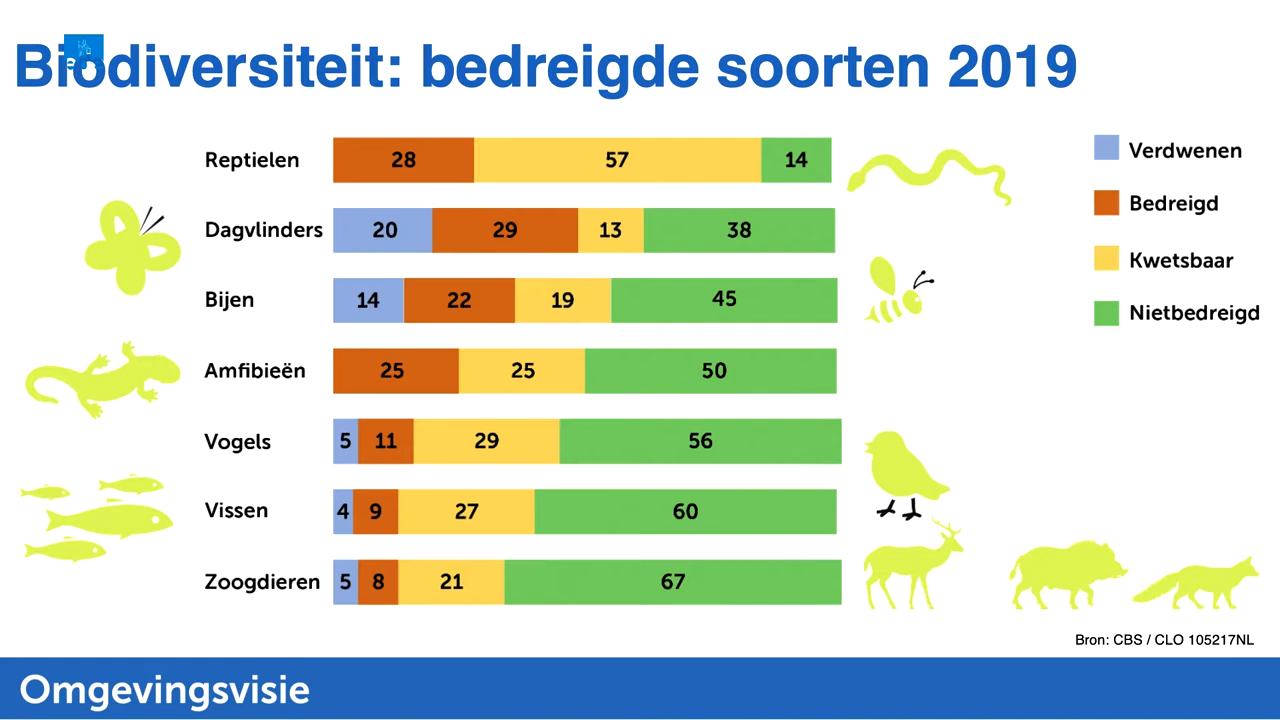 Biodiversiteit: bedreigde soorten 2019
Reptielen 28 57 14
Dagvlinders 20 29 13 38
Bijen 14 22 19 45
Amfibieën 25 25 50
Vogels 5 11 29 56
Vissen 4 9 27 60
Zoogdieren 5 8 21 67
Verdwenen
Bedreigd
Kwetsbaar
Nietbedreigd
Bron: CBS / CLO 105217NL
Omgevingsvisie